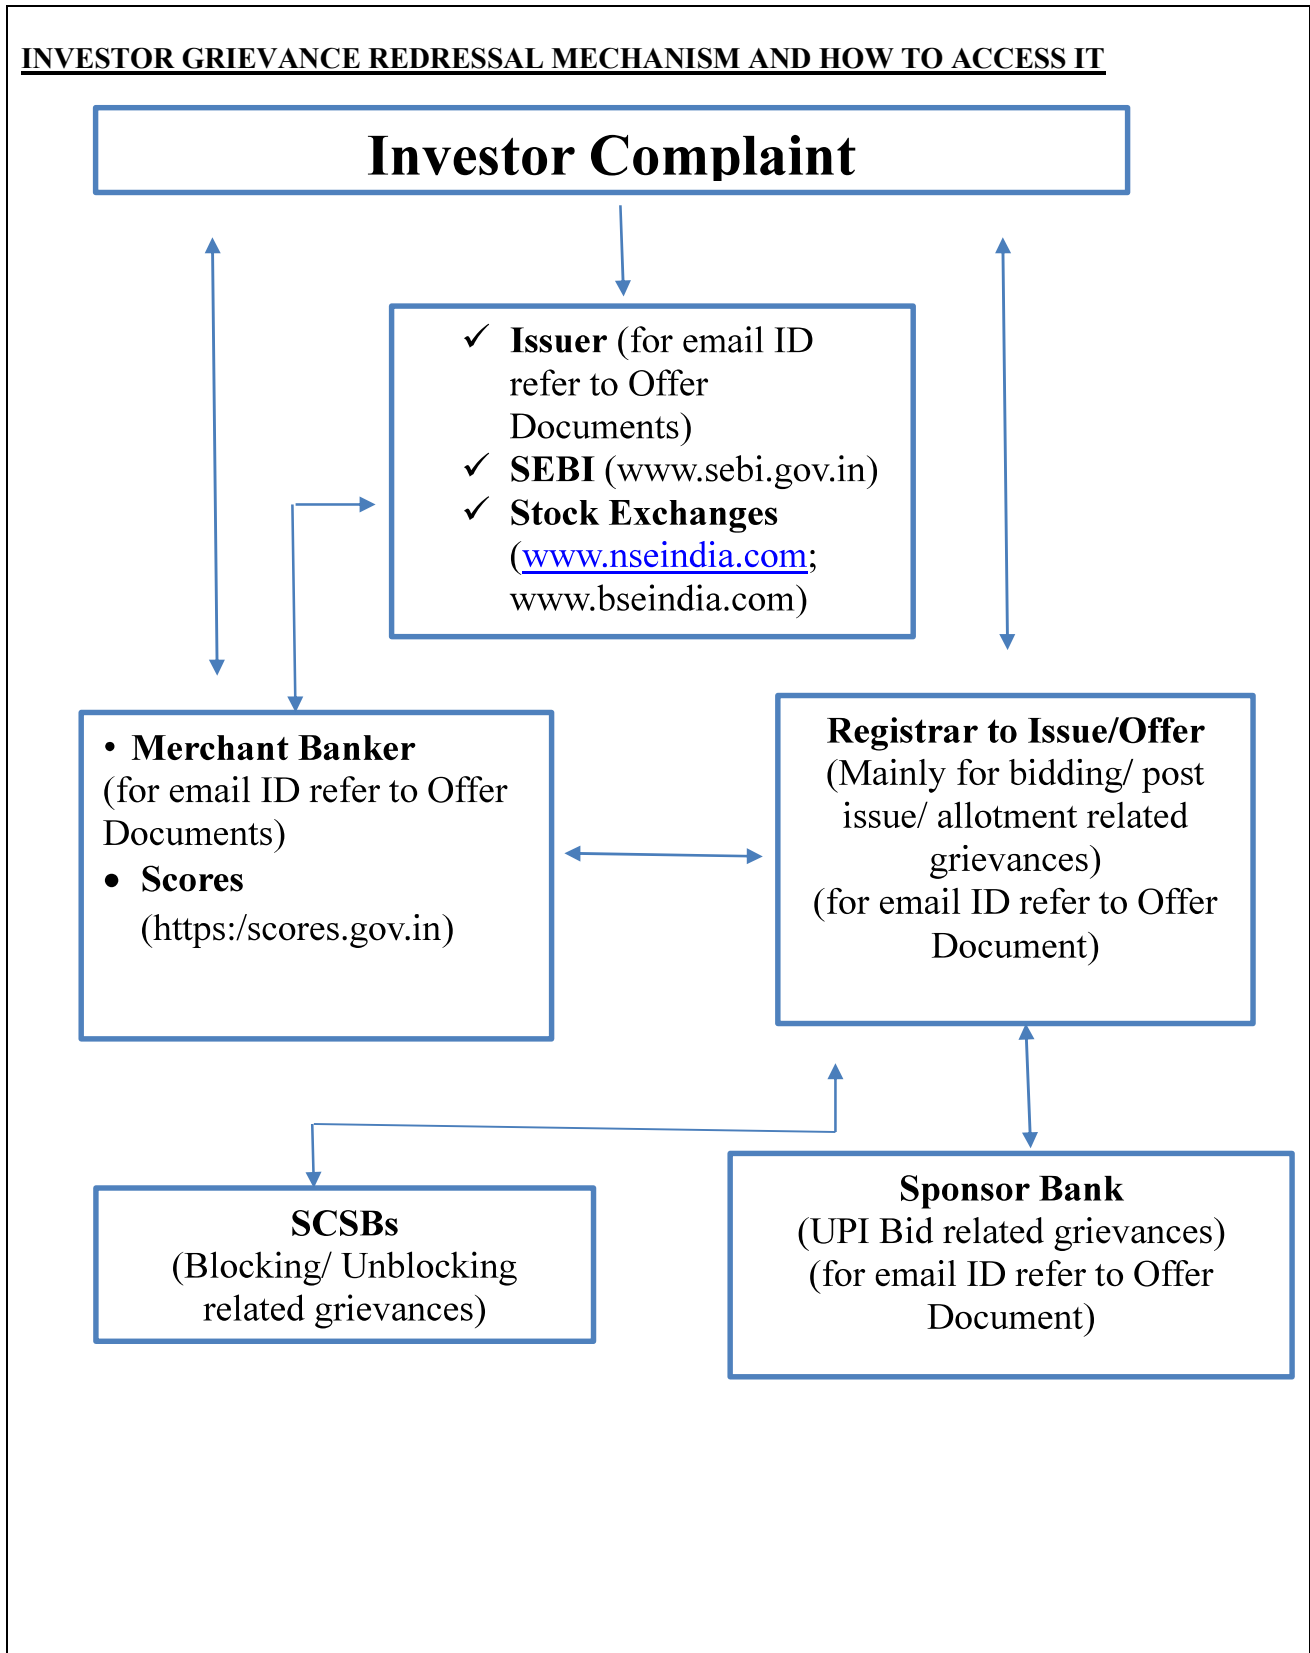 INVESTOR GRIEVANCE REDRESSAL MECHANISM AND HOW TO ACCESS IT
Investor Complaint
✓ Issuer (for email ID
refer to Offer
Documents)
✓ SEBI (www.sebi.gov.in)
✓ Stock Exchanges
(www.nseindia.com;
www.bseindia.com)
• Merchant Banker
(for email ID refer to Offer
Documents)
• Scores
(https:/scores.gov.in)
Registrar to Issue/Offer
(Mainly for bidding/ post
issue/ allotment related
grievances)
(for email ID refer to Offer
Document)
SCSBs
(Blocking/ Unblocking
related grievances)
Sponsor Bank
(UPI Bid related grievances)
(for email ID refer to Offer
Document)